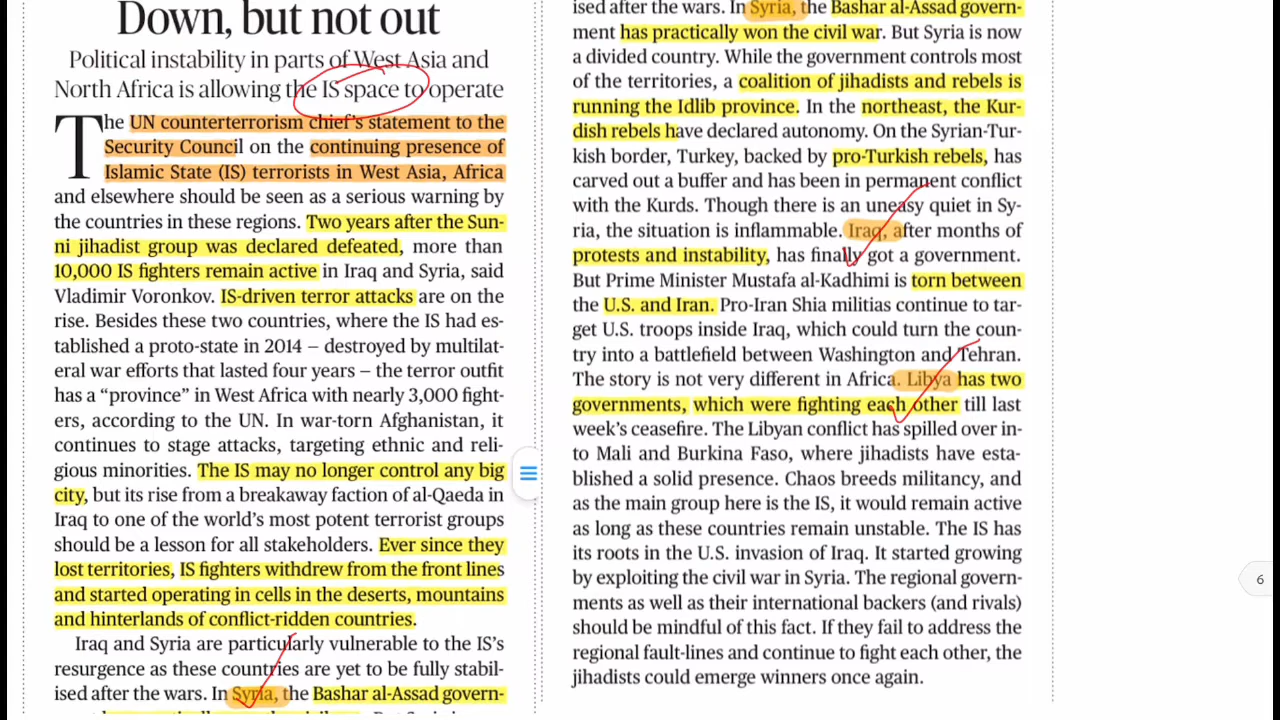 Down, but not out
Political instability in parts of West Asia and
North Africa is allowing the IS space to operate
The UN counterterrorism chief's statement to the
Security Council on the continuing presence of
Islamic State (IS) terrorists in West Asia, Africa
and elsewhere should be seen as a serious warning by
the countries in these regions. Two years after the Sun-
ni jihadist group was declared defeated, more than
10,000 IS fighters remain active in Iraq and Syria, said
Vladimir Voronkov. IS-driven terror attacks are on the
rise. Besides these two countries, where the IS had es-
tablished a proto-state in 2014 – destroyed by multilat-
eral war efforts that lasted four years – the terror outfit
has a “province” in West Africa with nearly 3,000 fight-
ers, according to the UN. In war-torn Afghanistan, it
continues to stage attacks, targeting ethnic and reli-
gious minorities. The IS may no longer control any big
city, but its rise from a breakaway faction of al-Qaeda in
Iraq to one of the world's most potent terrorist groups
should be a lesson for all stakeholders. Ever since they
lost territories, IS fighters withdrew from the front lines
and started operating in cells in the deserts, mountains
and hinterlands of conflict-ridden countries.
Iraq and Syria are particularly vulnerable to the IS's
resurgence as these countries are yet to be fully stabil-
ised after the wars. In Syria, the Bashar al-Assad govern-
ised after the wars. In Syria, the Bashar al-Assad govern-
ment has practically won the civil war. But Syria is now
a divided country. While the government controls most
of the territories, a coalition of jihadists and rebels is
running the Idlib province. In the northeast, the Kur-
dish rebels have declared autonomy. On the Syrian-Tur-
kish border, Turkey, backed by pro-Turkish rebels, has
carved out a buffer and has been in permanent conflict
with the Kurds. Though there is an uneasy quiet in Sy-
ria, the situation is inflammable. Iraq, after months of
protests and instability, has finally got a government.
But Prime Minister Mustafa al-Kadhimi is torn between
the U.S. and Iran. Pro-Iran Shia militias continue to tar-
get U.S. troops inside Iraq, which could turn the coun-
try into a battlefield between Washington and Tehran.
The story is not very different in Africa. Libya has two
governments, which were fighting each other till last
week's ceasefire. The Libyan conflict has spilled over in-
to Mali and Burkina Faso, where jihadists have esta-
blished a solid presence. Chaos breeds militancy, and
as the main group here is the IS, it would remain active
as long as these countries remain unstable. The IS has
its roots in the U.S. invasion of Iraq. It started growing
by exploiting the civil war in Syria. The regional govern-
ments as well as their international backers (and rivals)
should be mindful of this fact. If they fail to address the
regional fault-lines and continue to fight each other, the
jihadists could emerge winners once again.
6